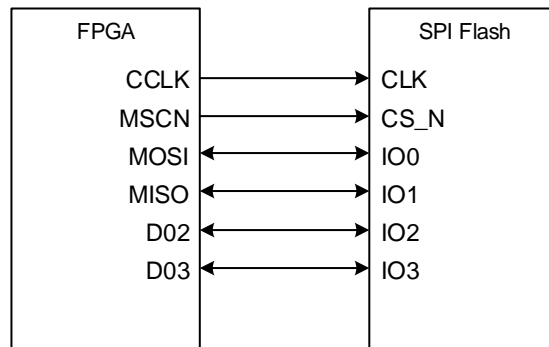 FPGA
SPI Flash
CCLK
CLK
MSCN
CS_N
MOSI
IO0
MISO
IO1
D02
IO2
D03
IO3